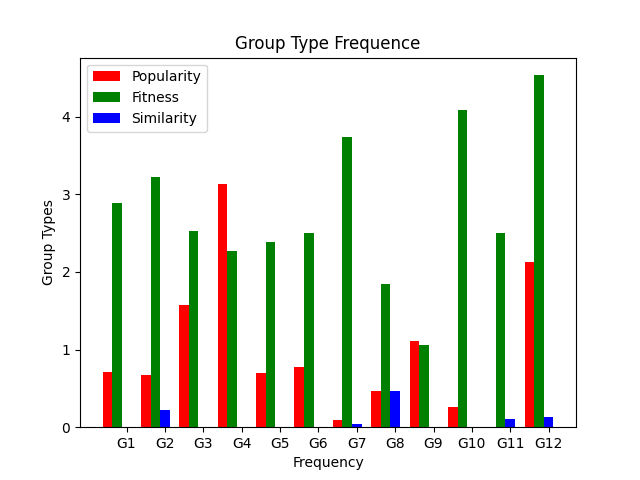 Group Type Frequence
Popularity
Fitness
Similarity
Group Types
4
3
2
1
0
G1 G2 G3 G4 G5 G6 G7 G8 G9 G10 G11 G12
Frequency